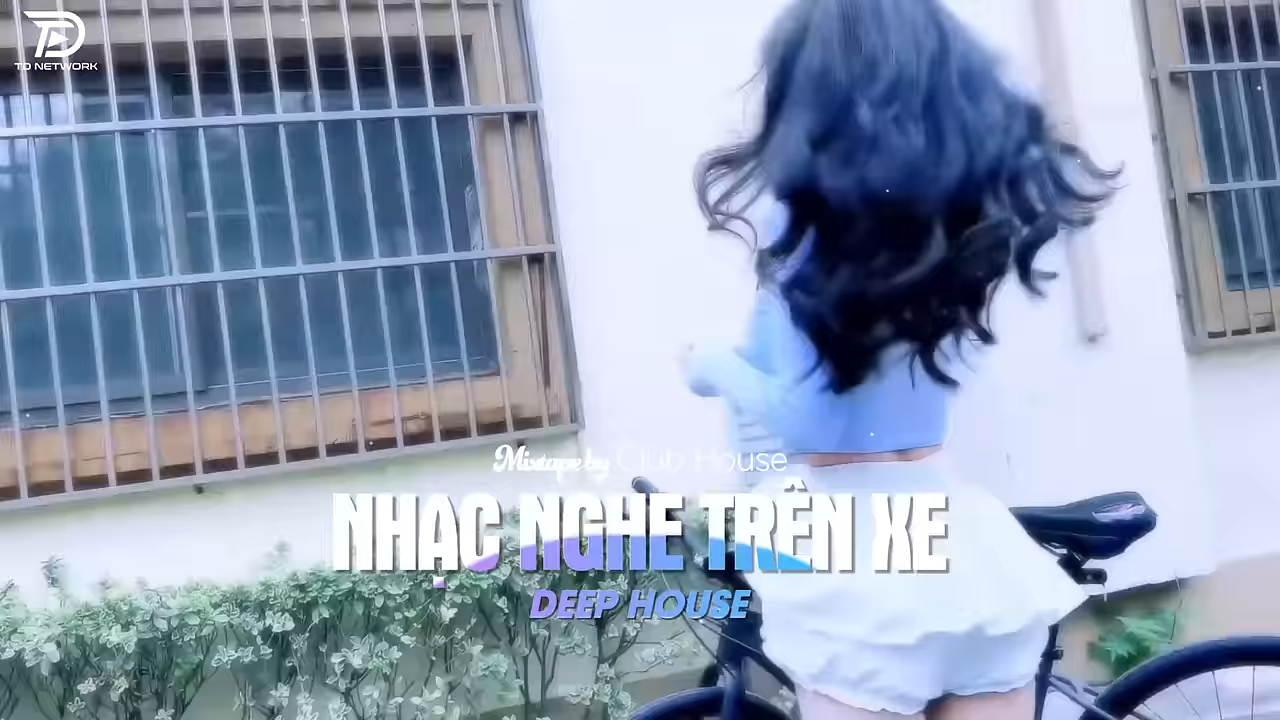 TD NETWORK
Mixtape by Club House
NHẠC NGHE TRÊN XE
DEEP HOUSE